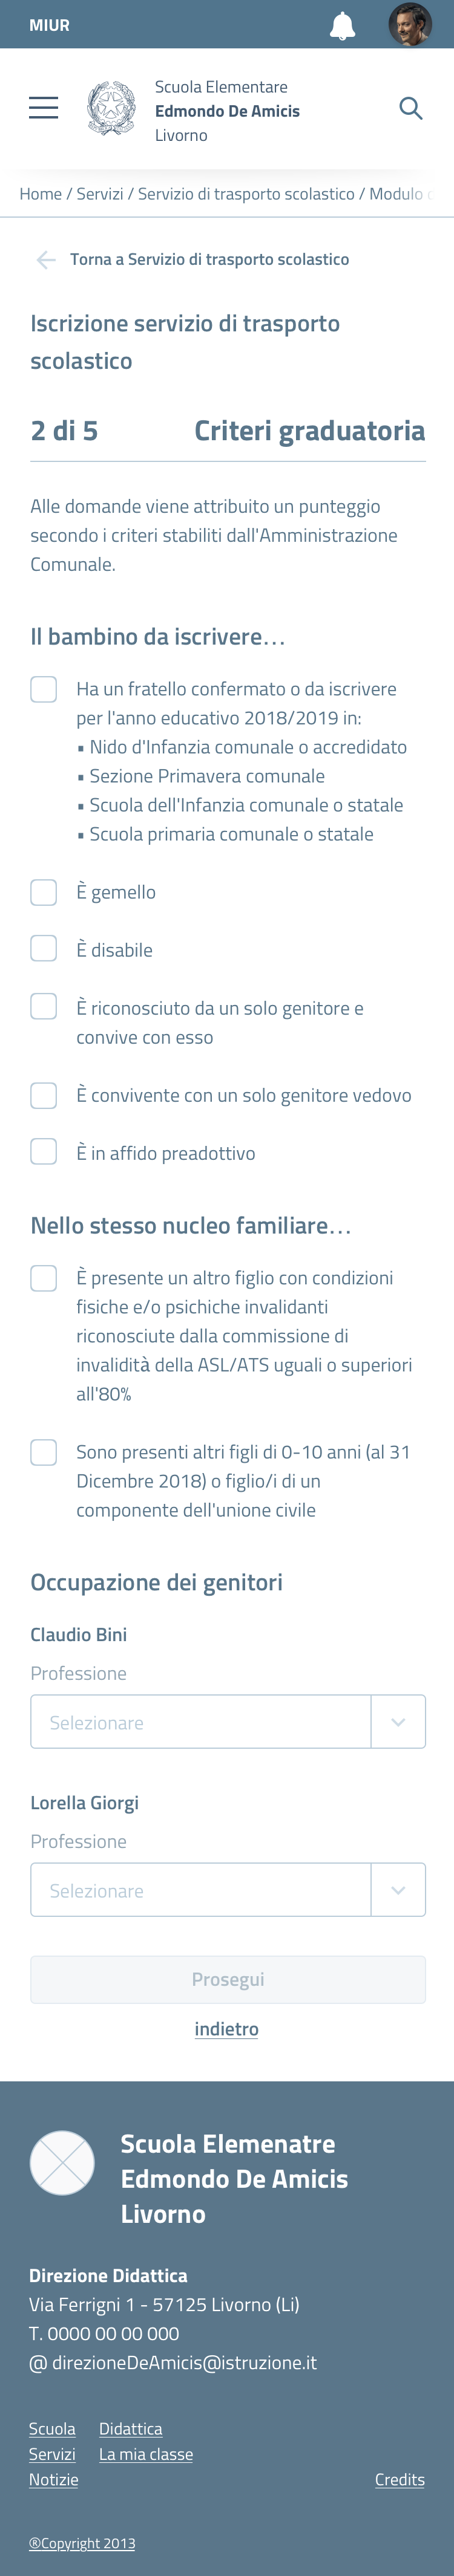 MIUR
Scuola Elementare
Edmondo De Amicis
Livorno
Home / Servizi / Servizio di trasporto scolastico / Modulo
Torna a Servizio di trasporto scolastico
Iscrizione servizio di trasporto
scolastico
2 di 5 Criteri graduatoria
Alle domande viene attribuito un punteggio
secondo i criteri stabiliti dall'Amministrazione
Comunale.
Il bambino da iscrivere...
Ha un fratello confermato o da iscrivere
per l'anno educativo 2018/2019 in:
▪ Nido d'Infanzia comunale o accredidato
▪ Sezione Primavera comunale
▪ Scuola dell'Infanzia comunale o statale
▪ Scuola primaria comunale o statale
È gemello
È disabile
È riconosciuto da un solo genitore e
convive con esso
È convivente con un solo genitore vedovo
È in affido preadottivo
Nello stesso nucleo familiare...
È presente un altro figlio con condizioni
fisiche e/o psichiche invalidanti
riconosciute dalla commissione di
invalidità della ASL/ATS uguali o superiori
all'80%
Sono presenti altri figli di 0-10 anni (al 31
Dicembre 2018) o figlio/i di un
componente dell'unione civile
Occupazione dei genitori
Claudio Bini
Professione
Selezionare
Lorella Giorgi
Professione
Selezionare
Prosegui
indietro
Scuola Elemenatre
Edmondo De Amicis
Livorno
Direzione Didattica
Via Ferrigni 1 - 57125 Livorno (Li)
T. 0000 00 00 000
@ direzioneDeAmicis@istruzione.it
Scuola Didattica
Servizi La mia classe
Notizie Credits
®Copyright 2013